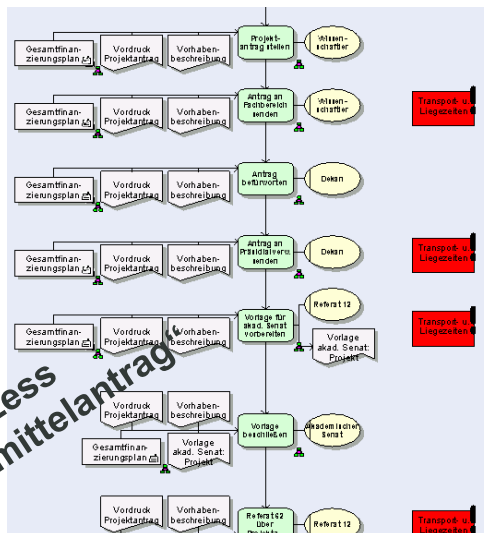 Gesamtfinan-
zierungsplan
Vordruck
Projektantrag
Vorhaben-
beschreibung
Projekt-
antrag stellen
Wissen-
schaftler
Gesamtfinan-
zierungsplan
Vordruck
Projektantrag
Vorhaben-
beschreibung
Antrag an
Fachbereich
senden
Wissen-
schaftler
Transport- u.
Liegezeiten
Gesamtfinan-
zierungsplan
Vordruck
Projektantrag
Vorhaben-
beschreibung
Antrag
befürworten
Dekan
Gesamtfinan-
zierungsplan
Vordruck
Projektantrag
Vorhaben-
beschreibung
Antrag an
Präsidialverw.
senden
Dekan
Transport- u.
Liegezeiten
Gesamtfinan-
zierungsplan
Vordruck
Projektantrag
Vorhaben-
beschreibung
Vorlage für
akad. Senat
vorbereiten
Referat 12
Vorlage
akad. Senat:
Projekt
Transport- u.
Liegezeiten
zess
mittelantrag“
Vordruck
Projektantrag
Vorhaben-
beschreibung
Gesamtfinan-
zierungsplan
Vorlage
akad. Senat:
Projekt
Vorlage
beschließen
Akademischer
Senat
Vordruck
Projektantrag
Vorhaben-
beschreibung
Referat 62
über
Referat 12
Transport- u.
Liegezeiten